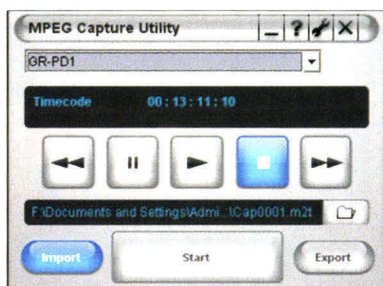 MPEG Capture Utility
GR-PD1
Timecode 00:13:11:10
F:\Documents and Settings\Admi...\Cap0001.m2t
Import Start Export